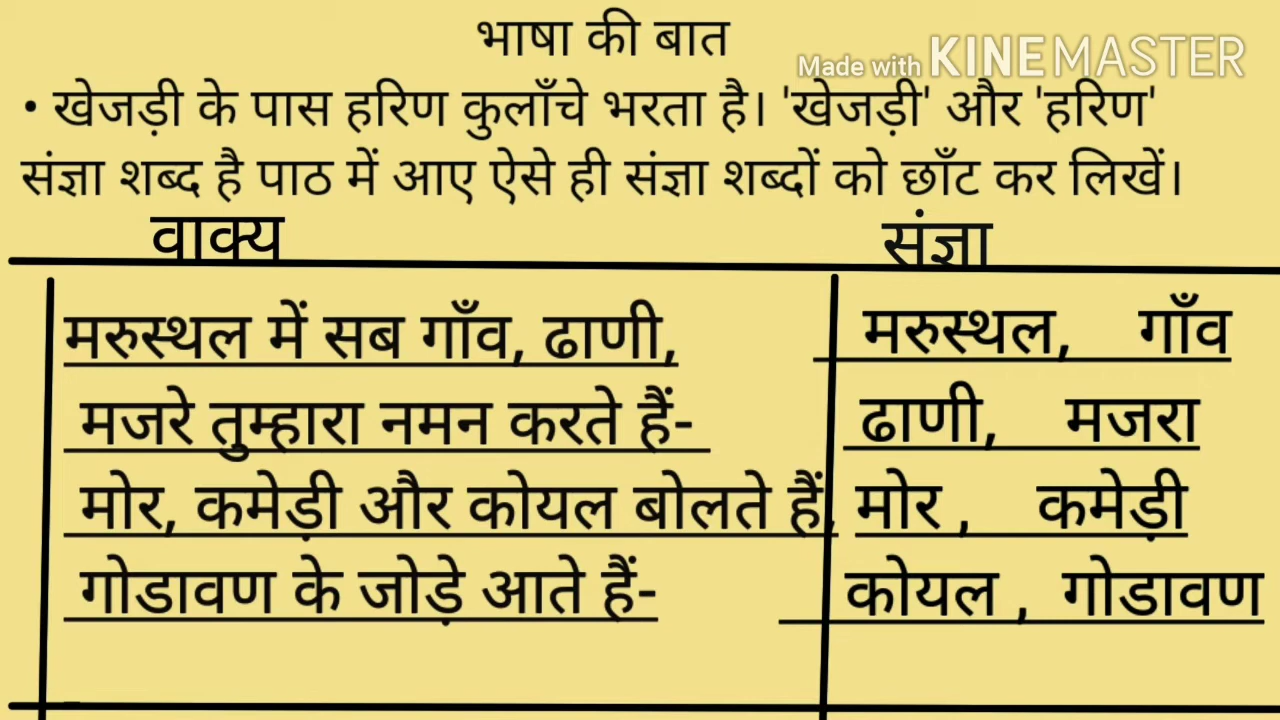 भाषा की बात
Made with KINEMASTER
• खेजड़ी के पास हरिण कुलाँचे भरता है। 'खेजड़ी' और 'हरिण'
संज्ञा शब्द है पाठ में आए ऐसे ही संज्ञा शब्दों को छाँट कर लिखें।
वाक्य संज्ञा
मरुस्थल में सब गाँव, ढाणी, मरुस्थल, गाँव
मजरे तुम्हारा नमन करते हैं- ढाणी, मजरा
मोर, कमेड़ी और कोयल बोलते हैं, मोर , कमेड़ी
गोडावण के जोड़े आते हैं- कोयल , गोडावण